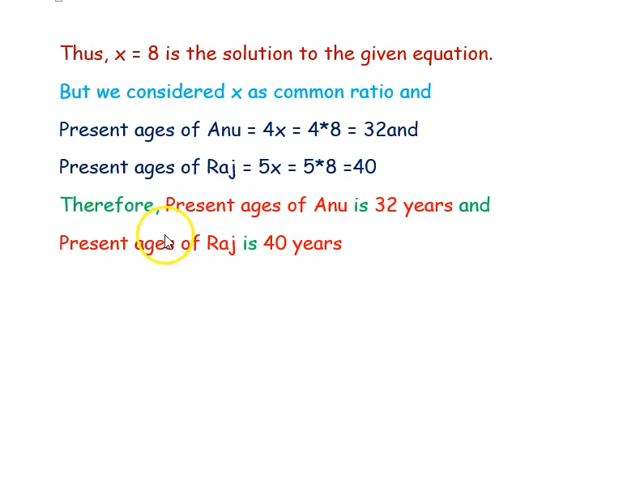 Thus, x = 8 is the solution to the given equation.
But we considered x as common ratio and
Present ages of Anu = 4x = 4*8 = 32and
Present ages of Raj = 5x = 5*8 =40
Therefore, Present ages of Anu is 32 years and
Present ages of Raj is 40 years